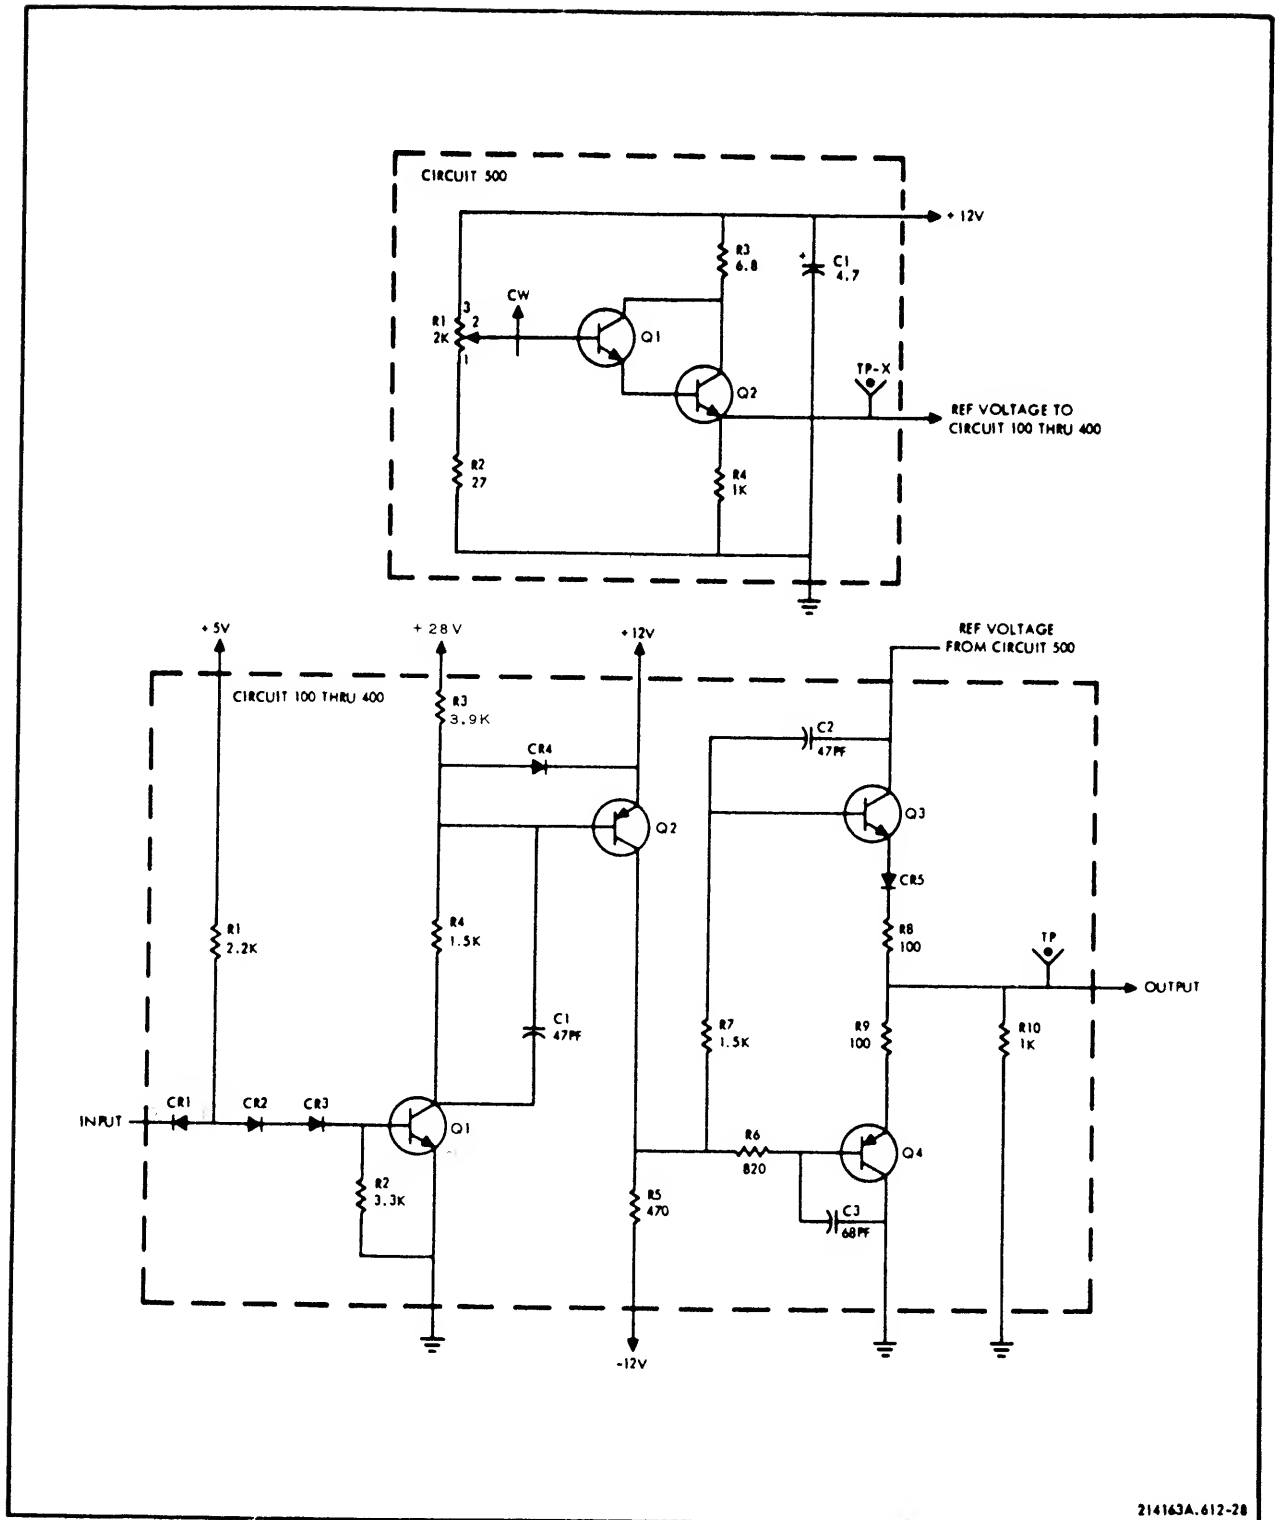 CIRCUIT 500
+ 12V
R3
6.8
+
C1
4.7
CW
3
R1
2K
2
1
Q1
Q2
TP-X
REF VOLTAGE TO
CIRCUIT 100 THRU 400
R2
27
R4
1K
+ 5V
+ 28V
+12V
REF VOLTAGE
FROM CIRCUIT 500
CIRCUIT 100 THRU 400
R3
3.9K
CR4
C2
47PF
Q2
Q3
CR5
R1
2.2K
R4
1.5K
R8
100
TP
OUTPUT
C1
47PF
R7
1.5K
R9
100
R10
1K
INPUT
CR1
CR2
CR3
Q1
R6
820
Q4
R2
3.3K
R5
470
C3
68PF
-12V
214163A.612-28